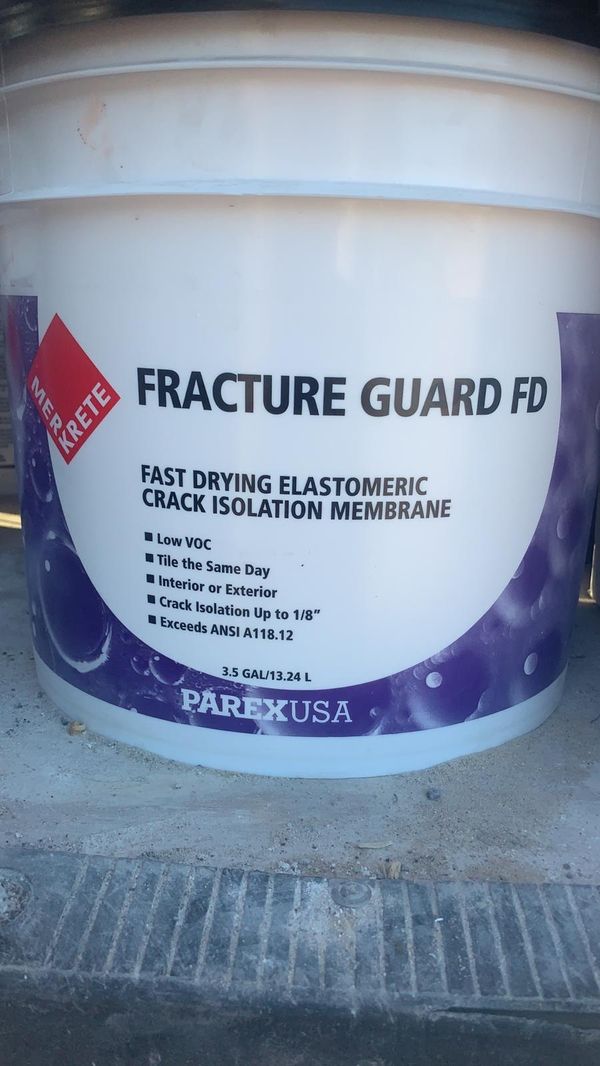 MER
KRETE
FRACTURE GUARD FD
FAST DRYING ELASTOMERIC
CRACK ISOLATION MEMBRANE
■ Low VOC
■ Tile the Same Day
■ Interior or Exterior
■ Crack Isolation Up to 1/8”
■ Exceeds ANSI A118.12
3.5 GAL/13.24 L
PAREXUSA